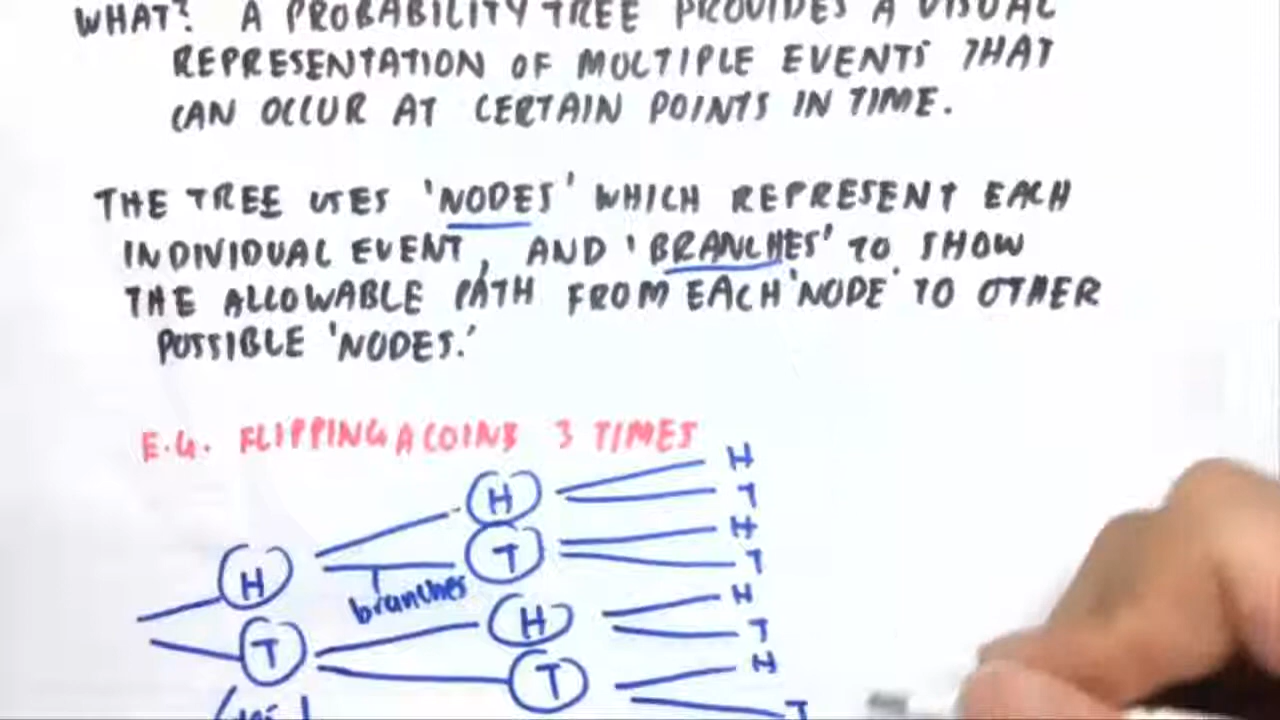 WHAT? A PROBABILITY TREE PROVIDES A VISUAL
REPRESENTATION OF MULTIPLE EVENTS THAT
CAN OCCUR AT CERTAIN POINTS IN TIME.
THE TREE USES 'NODES' WHICH REPRESENT EACH
INDIVIDUAL EVENT, AND 'BRANCHES' TO SHOW
THE ALLOWABLE PATH FROM EACH 'NODE' TO OTHER
POSSIBLE 'NODES.'
E.G. FLIPPING A COINS 3 TIMES
H
H
T
H
T
H
T
branches
H
H
T
T
H
T
T